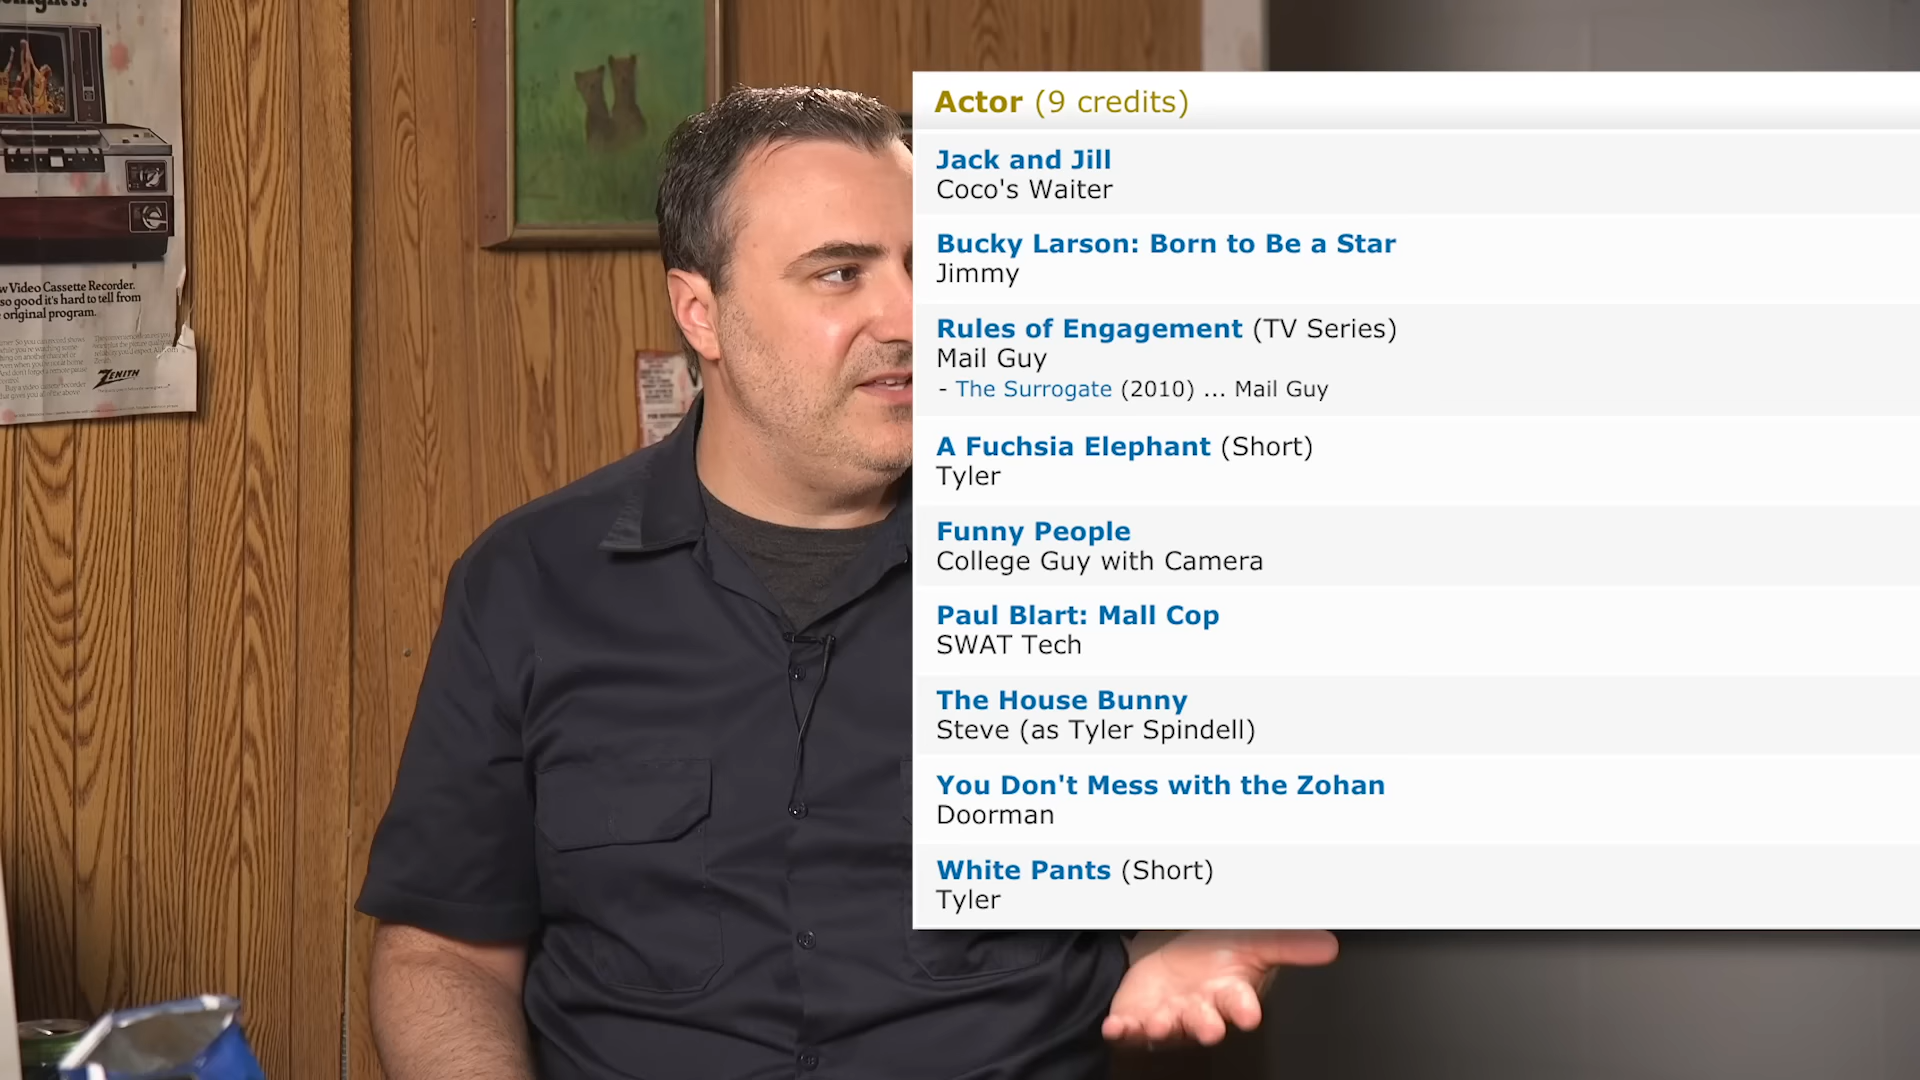 w Video Cassette Recorder.
so good it's hard to tell from
original program.
ZENITH
Actor (9 credits)
Jack and Jill
Coco's Waiter
Bucky Larson: Born to Be a Star
Jimmy
Rules of Engagement (TV Series)
Mail Guy
- The Surrogate (2010) ... Mail Guy
A Fuchsia Elephant (Short)
Tyler
Funny People
College Guy with Camera
Paul Blart: Mall Cop
SWAT Tech
The House Bunny
Steve (as Tyler Spindell)
You Don't Mess with the Zohan
Doorman
White Pants (Short)
Tyler